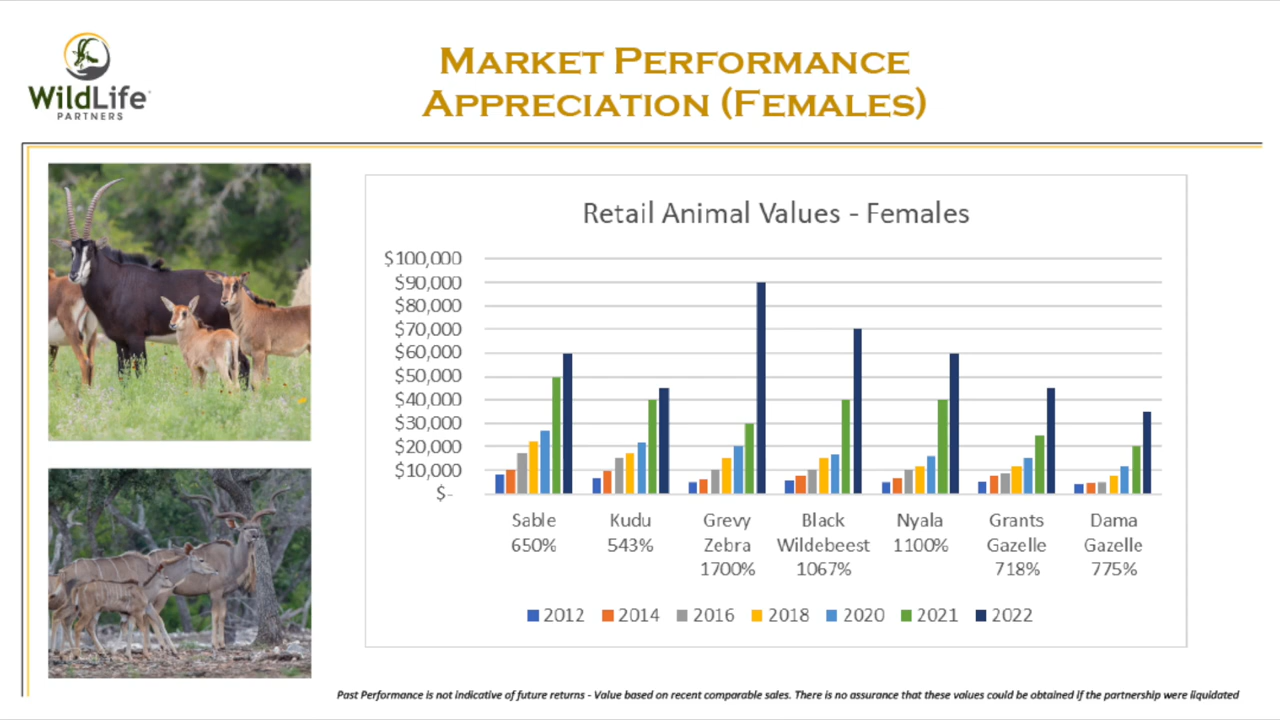 WildLife
PARTNERS
MARKET PERFORMANCE
APPRECIATION (FEMALES)
Retail Animal Values - Females
$100,000
$90,000
$80,000
$70,000
$60,000
$50,000
$40,000
$30,000
$20,000
$10,000
$-
Sable
650%
Kudu
543%
Grevy
Zebra
1700%
Black
Wildebeest
1067%
Nyala
1100%
Grants
Gazelle
718%
Dama
Gazelle
775%
2012 2014 2016 2018 2020 2021 2022
Past Performance is not indicative of future returns - Value based on recent comparable sales. There is no assurance that these values could be obtained if the partnership were liquidated